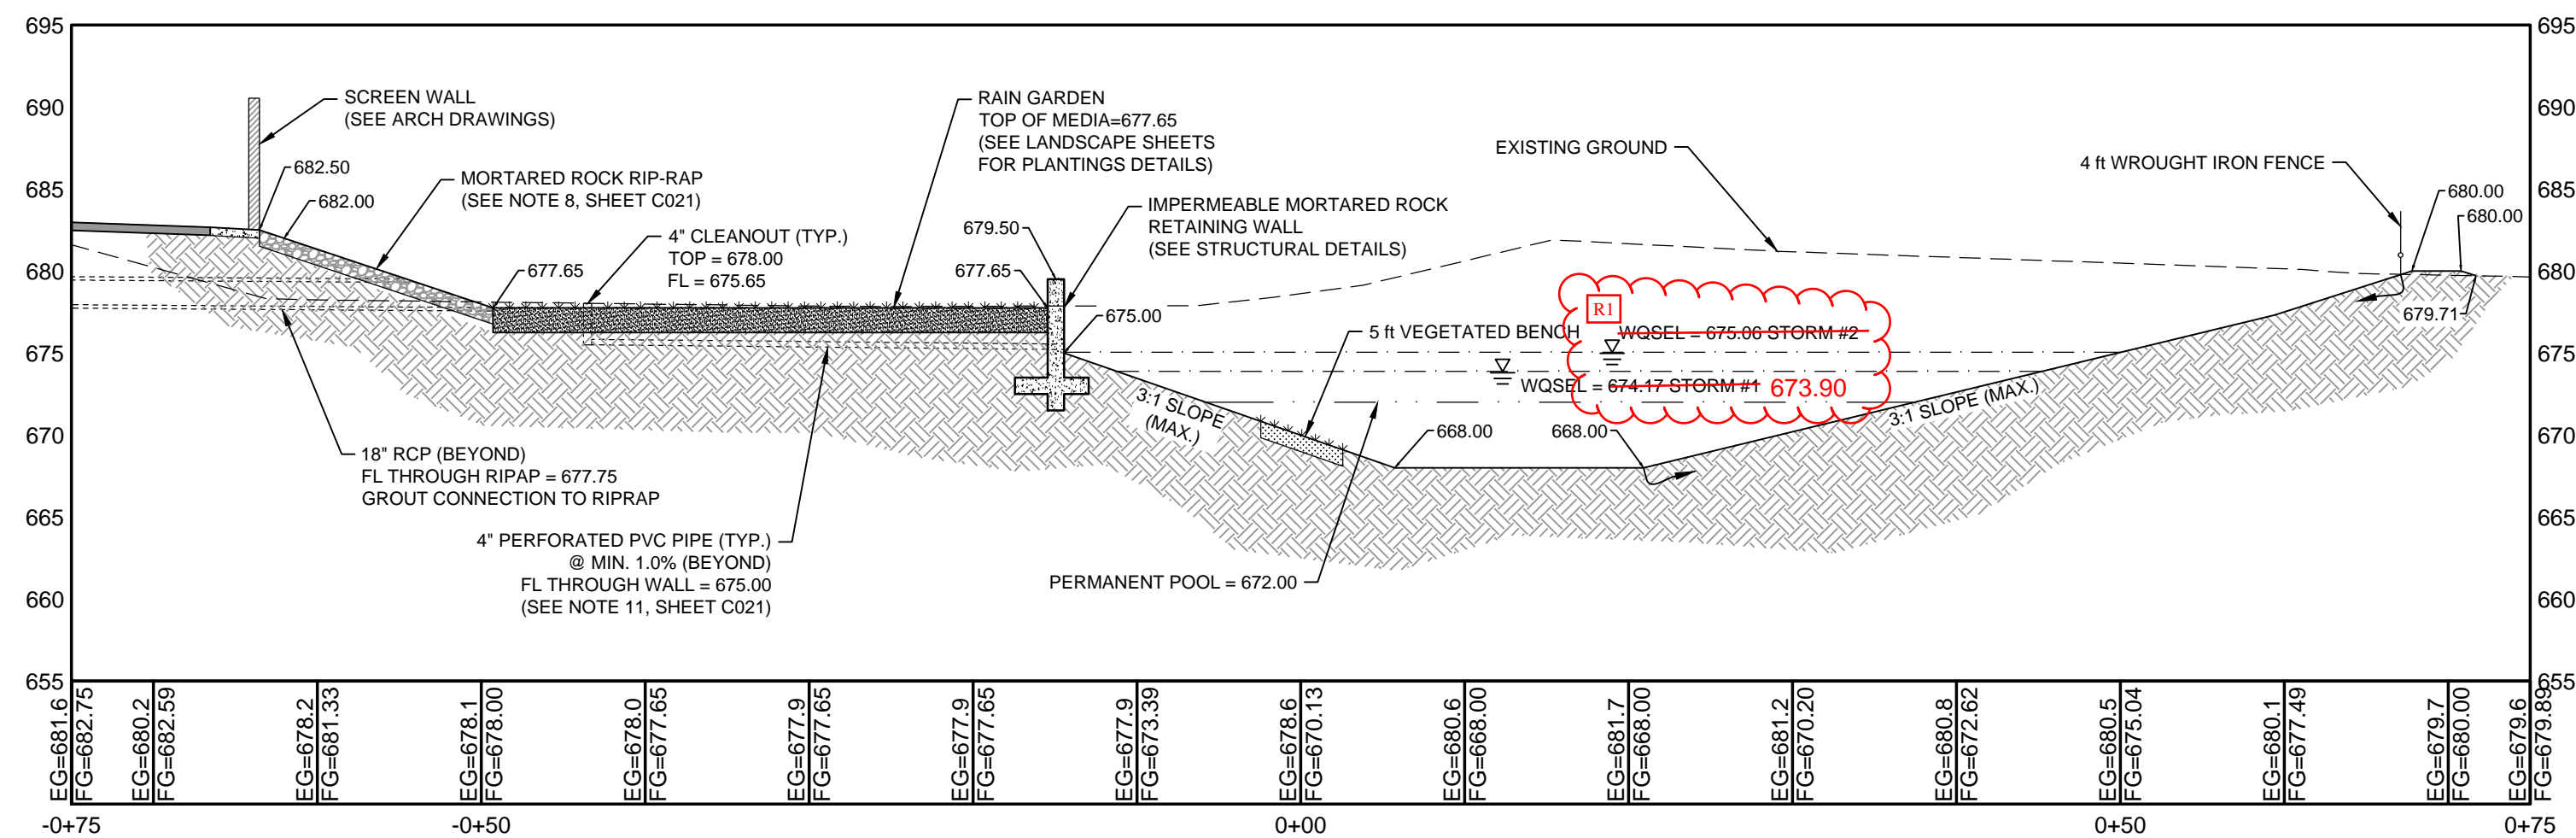 695
695
690
690
685
685
680
680
675
675
670
670
665
665
660
660
655
655
SCREEN WALL
(SEE ARCH DRAWINGS)
682.50
682.00
MORTARED ROCK RIP-RAP
(SEE NOTE 8, SHEET C021)
677.65
4" CLEANOUT (TYP.)
TOP = 678.00
FL = 675.65
RAIN GARDEN
TOP OF MEDIA=677.65
(SEE LANDSCAPE SHEETS
FOR PLANTINGS DETAILS)
679.50
677.65
IMPERMEABLE MORTARED ROCK
RETAINING WALL
(SEE STRUCTURAL DETAILS)
675.00
EXISTING GROUND
4 ft WROUGHT IRON FENCE
680.00
680.00
679.71
R1
5 ft VEGETATED BENCH
WQSEL = 675.06 STORM #2
WQSEL = 674.17 STORM #1 673.90
3:1 SLOPE
(MAX.)
3:1 SLOPE (MAX.)
668.00
668.00
18" RCP (BEYOND)
FL THROUGH RIPAP = 677.75
GROUT CONNECTION TO RIPRAP
4" PERFORATED PVC PIPE (TYP.)
@ MIN. 1.0% (BEYOND)
FL THROUGH WALL = 675.00
(SEE NOTE 11, SHEET C021)
PERMANENT POOL = 672.00
EG=681.6
FG=682.75
EG=680.2
FG=682.59
EG=678.2
FG=681.33
EG=678.1
FG=678.00
EG=678.0
FG=677.65
EG=677.9
FG=677.65
EG=677.9
FG=677.65
EG=677.9
FG=673.39
EG=678.6
FG=670.13
EG=680.6
FG=668.00
EG=681.7
FG=668.00
EG=681.2
FG=670.20
EG=680.8
FG=672.62
EG=680.5
FG=675.04
EG=680.1
FG=677.49
EG=679.7
FG=680.00
EG=679.6
FG=679.89
-0+75
-0+50
0+00
0+50
0+75